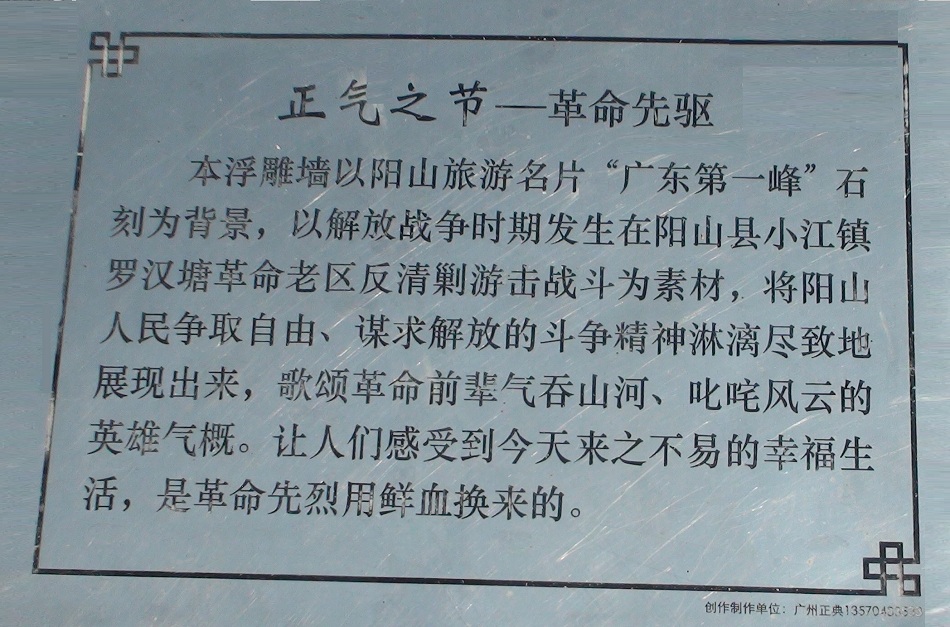 正气之节——革命先驱
本浮雕墙以阳山旅游名片“广东第一峰”石
刻为背景，以解放战争时期发生在阳山县小江镇
罗汉塘革命老区反清剿游击战斗为素材，将阳山
人民争取自由、谋求解放的斗争精神淋漓尽致地
展现出来，歌颂革命前辈气吞山河、叱咤风云的
英雄气概。让人们感受到今天来之不易的幸福生
活，是革命先烈用鲜血换来的。
创作制作单位：广州正典